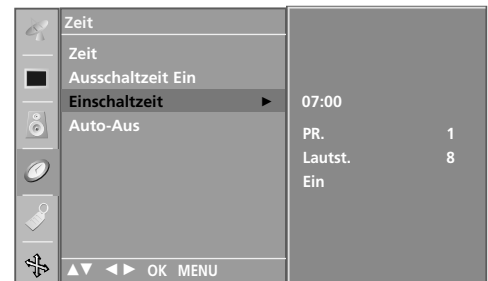 Zeit
Zeit
Ausschaltzeit Ein
Einschaltzeit ►
Auto-Aus
▲▼ ◄► OK MENU
07:00
PR. 1
Lautst. 8
Ein